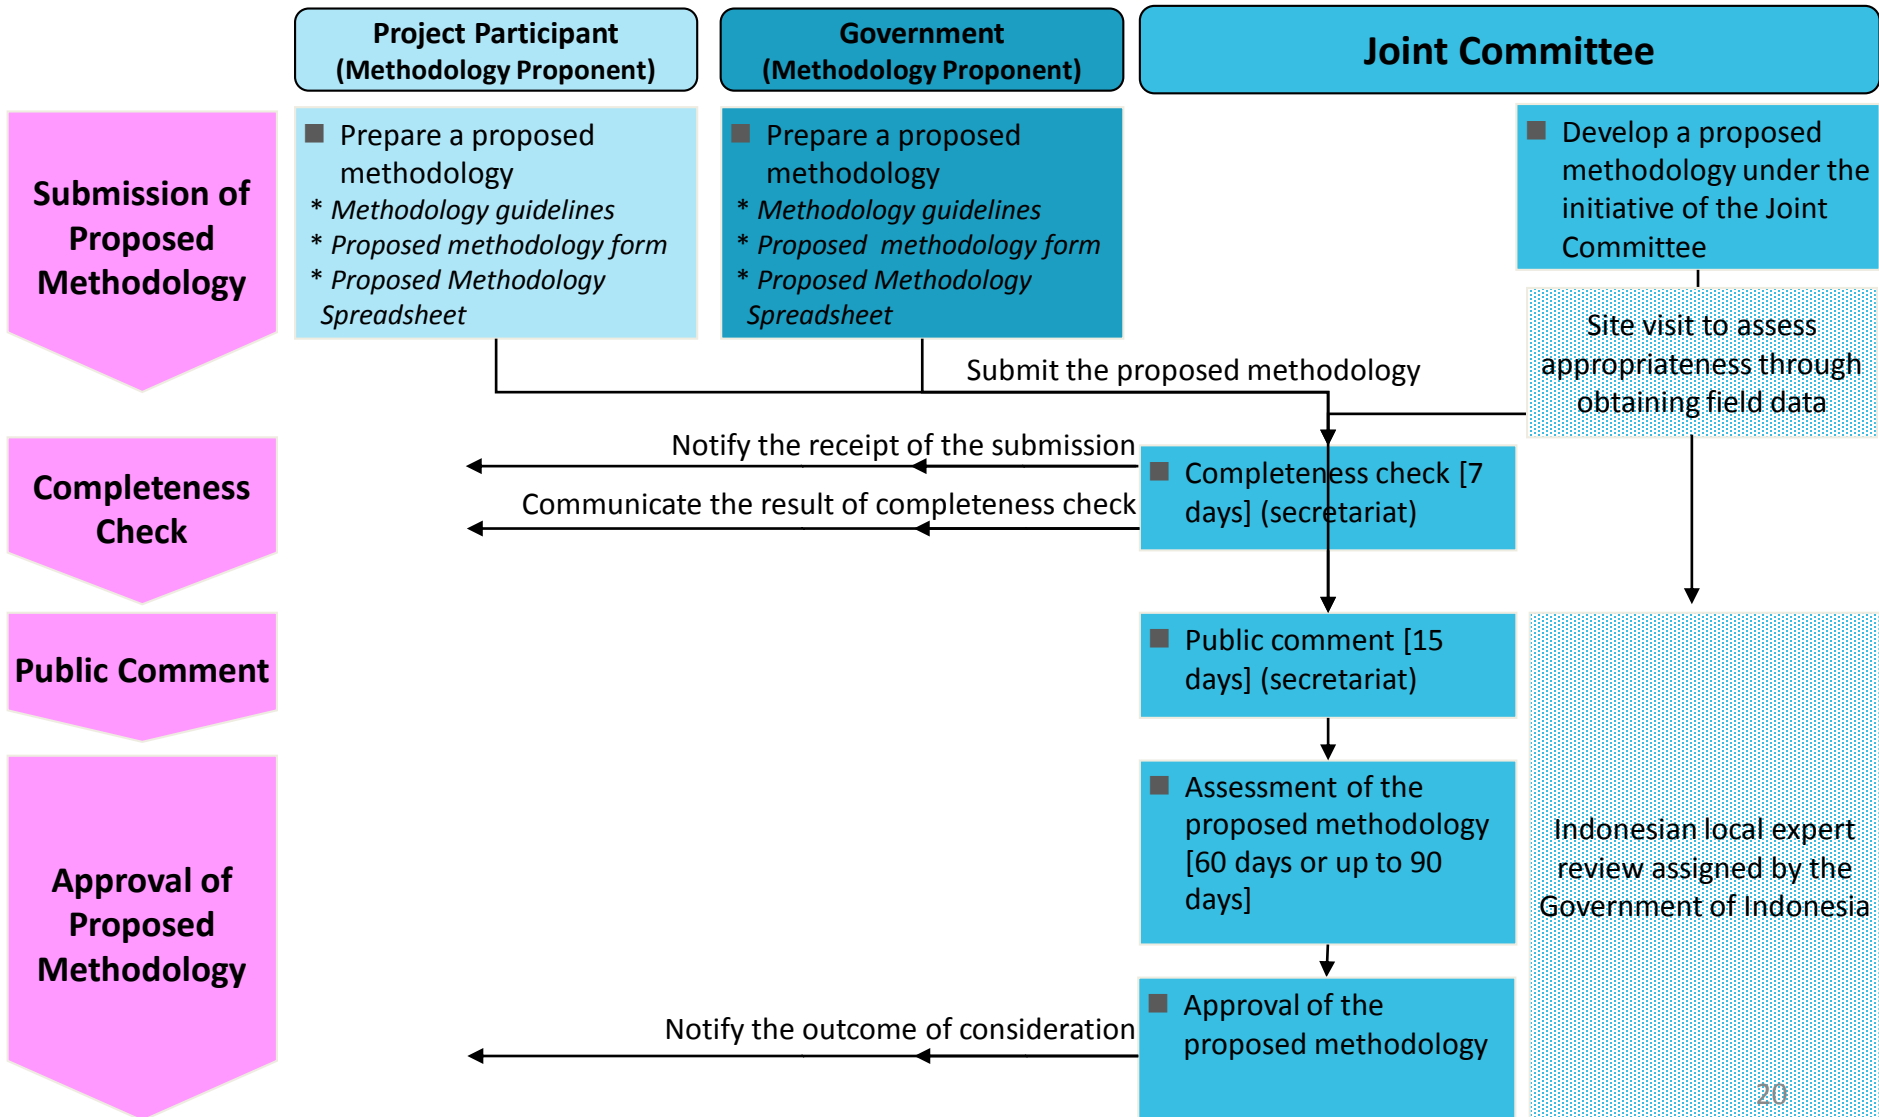 Project Participant
(Methodology Proponent)
Government
(Methodology Proponent)
Joint Committee
Submission of
Proposed
Methodology
■ Prepare a proposed
methodology
* Methodology guidelines
* Proposed methodology form
* Proposed Methodology
Spreadsheet
■ Prepare a proposed
methodology
* Methodology guidelines
* Proposed methodology form
* Proposed Methodology
Spreadsheet
■ Develop a proposed
methodology under the
initiative of the Joint
Committee
Site visit to assess
appropriateness through
obtaining field data
Submit the proposed methodology
Completeness
Check
Notify the receipt of the submission
Communicate the result of completeness check
■ Completeness check [7
days] (secretariat)
Public Comment
■ Public comment [15
days] (secretariat)
Approval of
Proposed
Methodology
■ Assessment of the
proposed methodology
[60 days or up to 90
days]
Indonesian local expert
review assigned by the
Government of Indonesia
Notify the outcome of consideration
■ Approval of the
proposed methodology
20